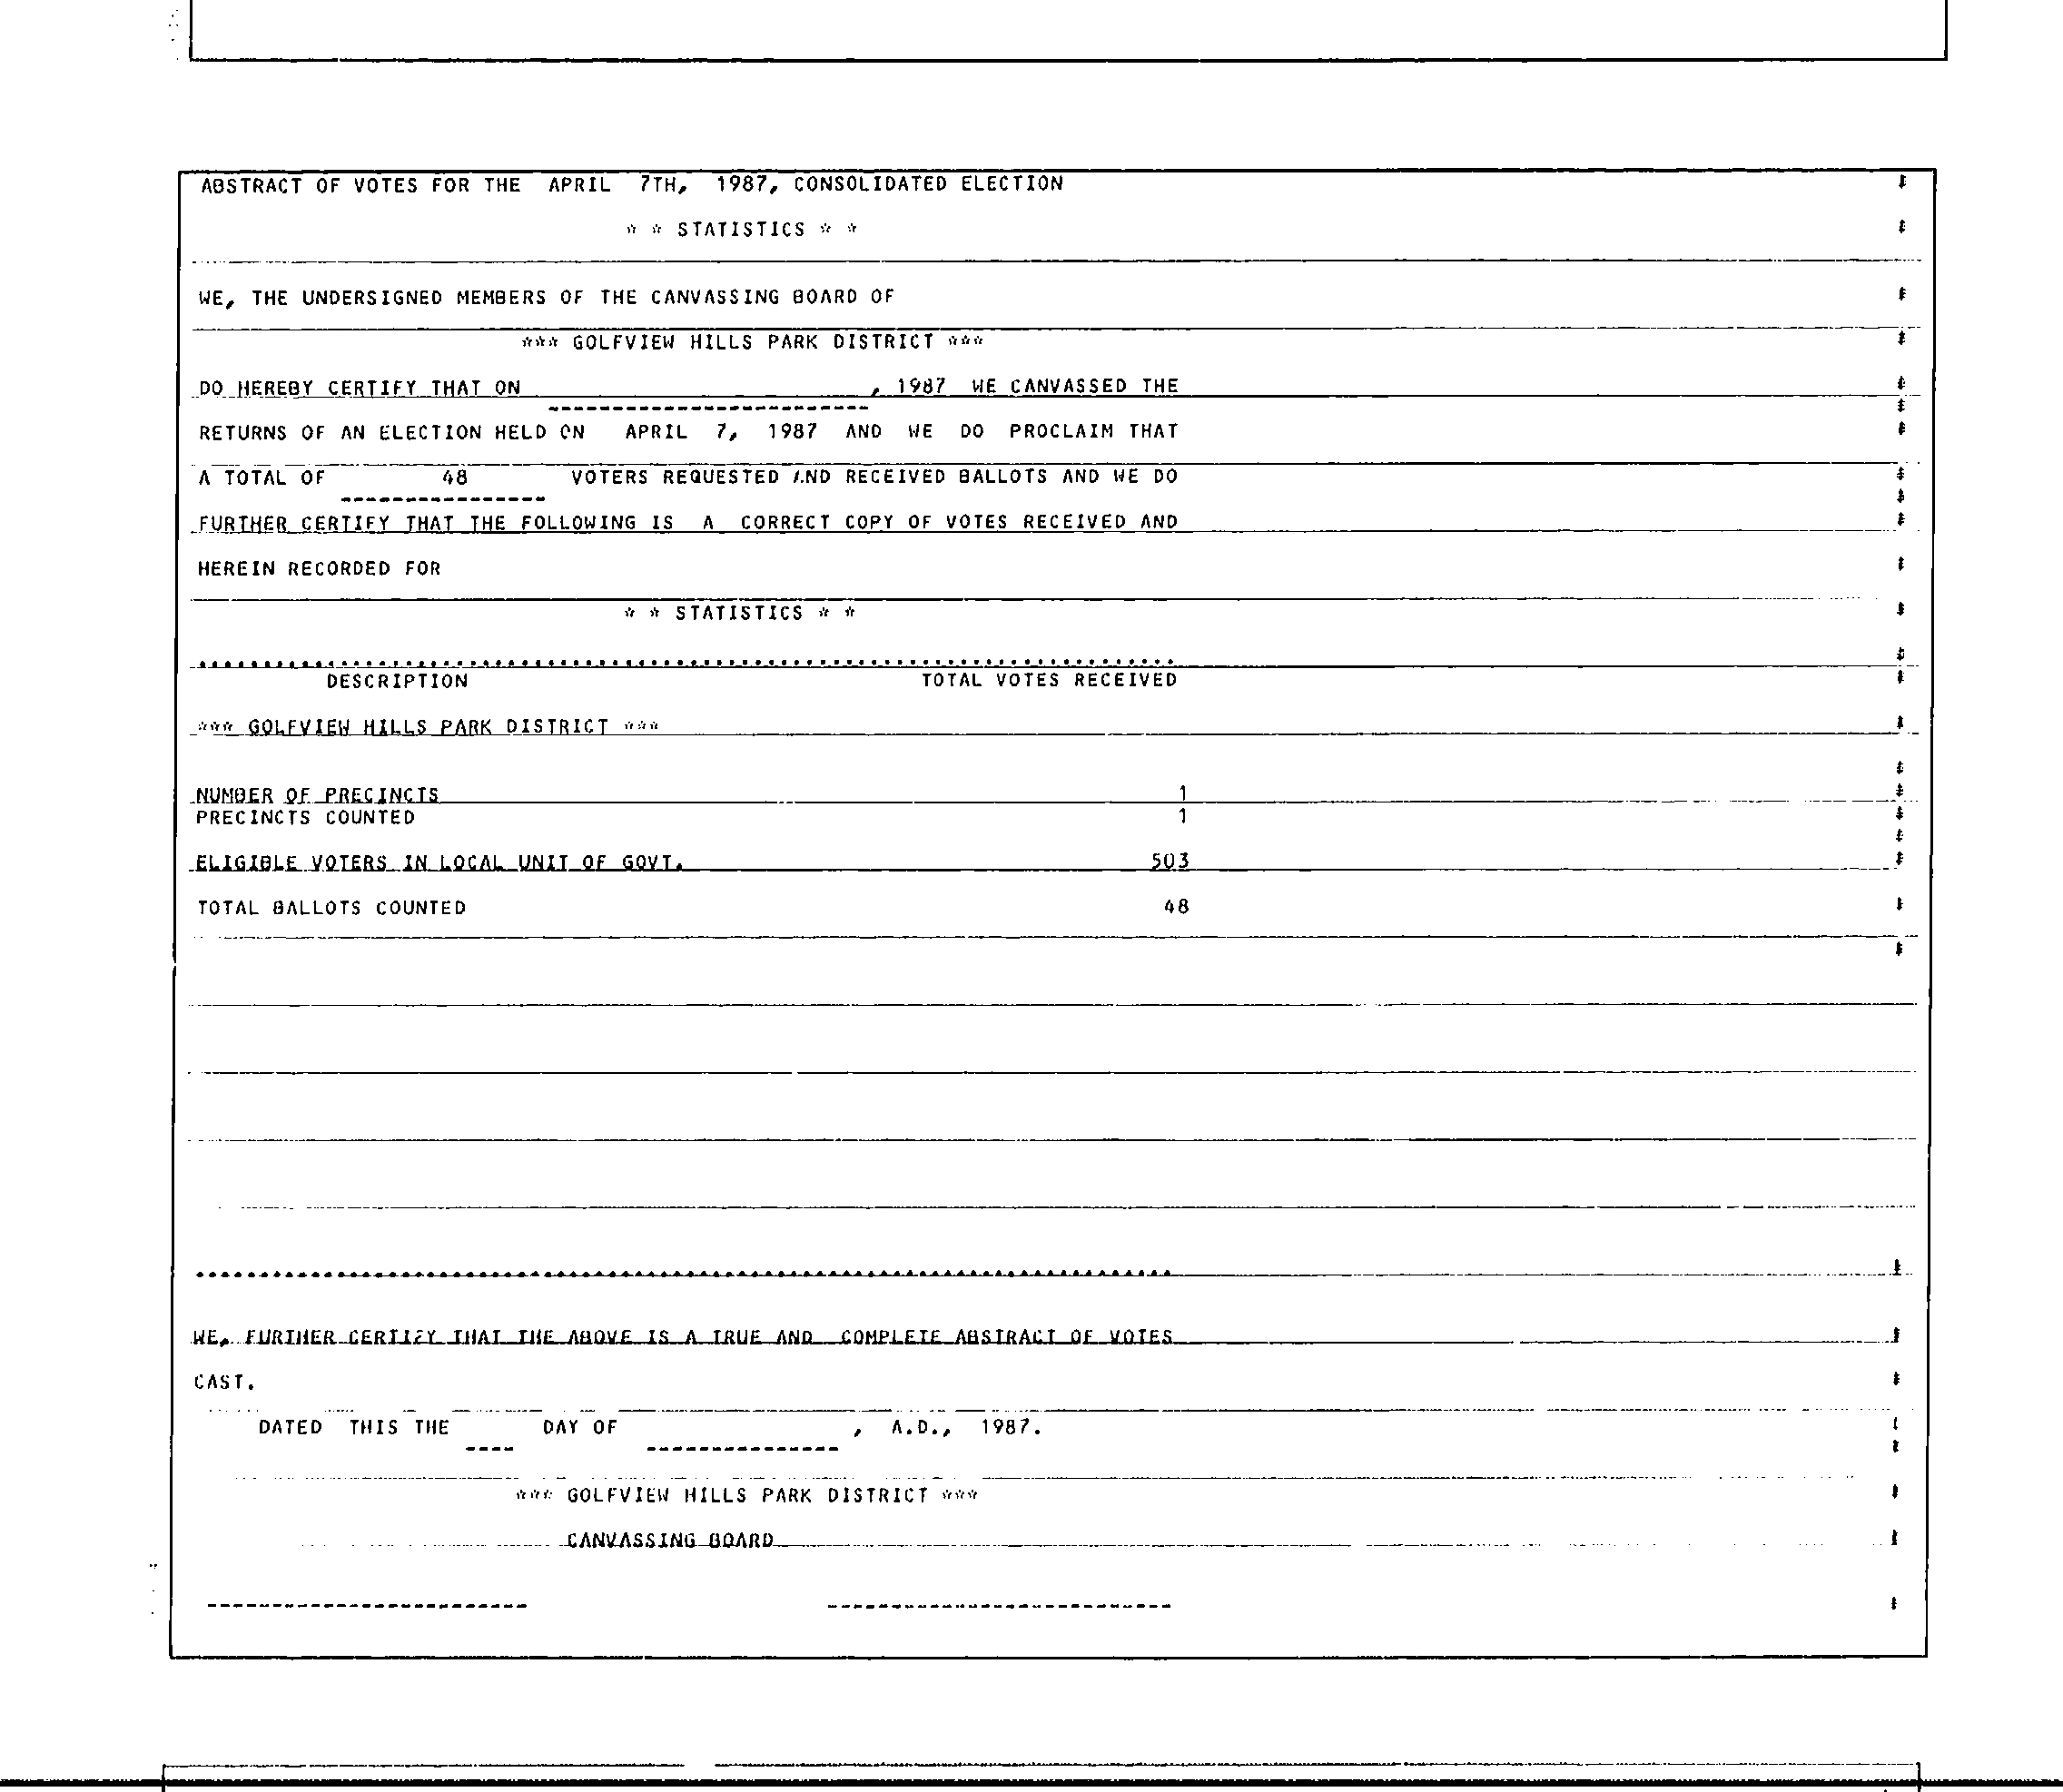 ABSTRACT OF VOTES FOR THE APRIL 7TH, 1987, CONSOLIDATED ELECTION
* * STATISTICS * *
WE, THE UNDERSIGNED MEMBERS OF THE CANVASSING BOARD OF
*** GOLFVIEW HILLS PARK DISTRICT ***
DO HEREBY CERTIFY THAT ON , 1987 WE CANVASSED THE
RETURNS OF AN ELECTION HELD ON APRIL 7, 1987 AND WE DO PROCLAIM THAT
A TOTAL OF 48 VOTERS REQUESTED AND RECEIVED BALLOTS AND WE DO
FURTHER CERTIFY THAT THE FOLLOWING IS A CORRECT COPY OF VOTES RECEIVED AND
HEREIN RECORDED FOR
* * STATISTICS * *
DESCRIPTION TOTAL VOTES RECEIVED
*** GOLFVIEW HILLS PARK DISTRICT ***
NUMBER OF PRECINCTS 1
PRECINCTS COUNTED 1
ELIGIBLE VOTERS IN LOCAL UNIT OF GOVT. 503
TOTAL BALLOTS COUNTED 48
WE, FURTHER CERTIFY THAT THE ABOVE IS A TRUE AND COMPLETE ABSTRACT OF VOTES
CAST.
DATED THIS THE ---- DAY OF --------------- , A.D., 1987.
*** GOLFVIEW HILLS PARK DISTRICT ***
CANVASSING BOARD